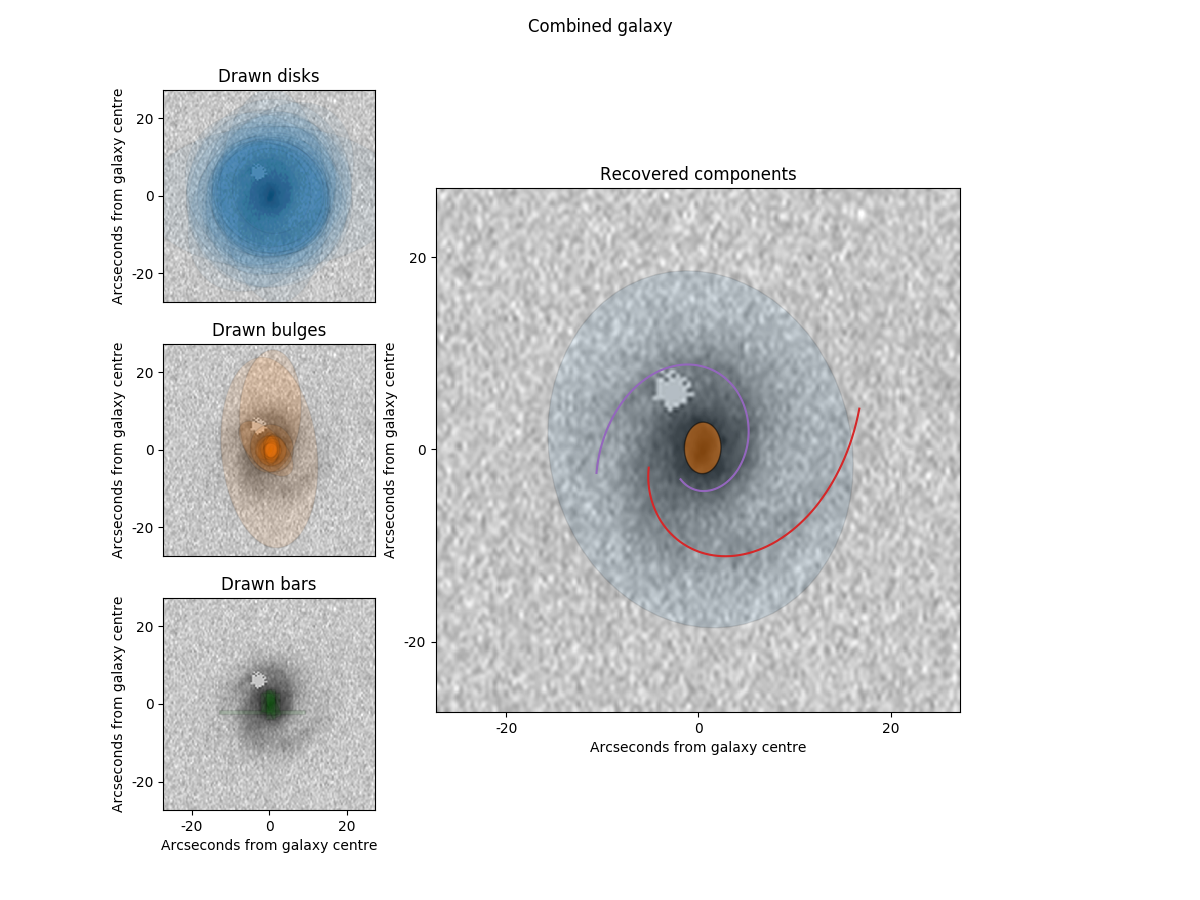 Combined galaxy
Drawn disks
Arcseconds from galaxy centre
20
0
-20
Drawn bulges
Arcseconds from galaxy centre
20
0
-20
Drawn bars
Arcseconds from galaxy centre
20
0
-20
-20 0 20
Arcseconds from galaxy centre
Recovered components
Arcseconds from galaxy centre
20
0
-20
-20 0 20
Arcseconds from galaxy centre